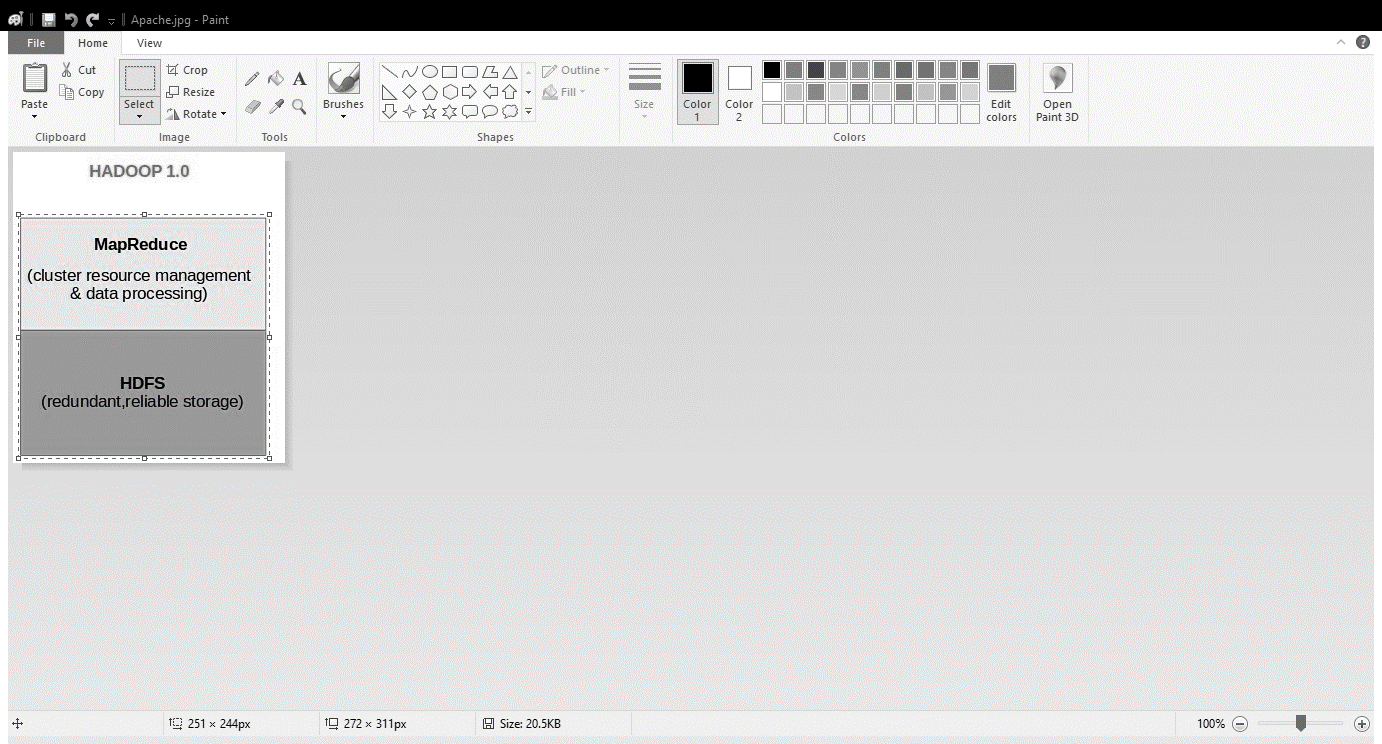 Apache.jpg - Paint
File Home View
Paste
Cut
Copy
Clipboard
Select
Crop
Resize
Rotate
Image
A
Tools
Brushes
Shapes
Outline
Fill
Size
Color
1
Color
2
Colors
Edit
colors
Open
Paint 3D
?
HADOOP 1.0
MapReduce
(cluster resource management
& data processing)
HDFS
(redundant,reliable storage)
251 × 244px 272 × 311px Size: 20.5KB 100%